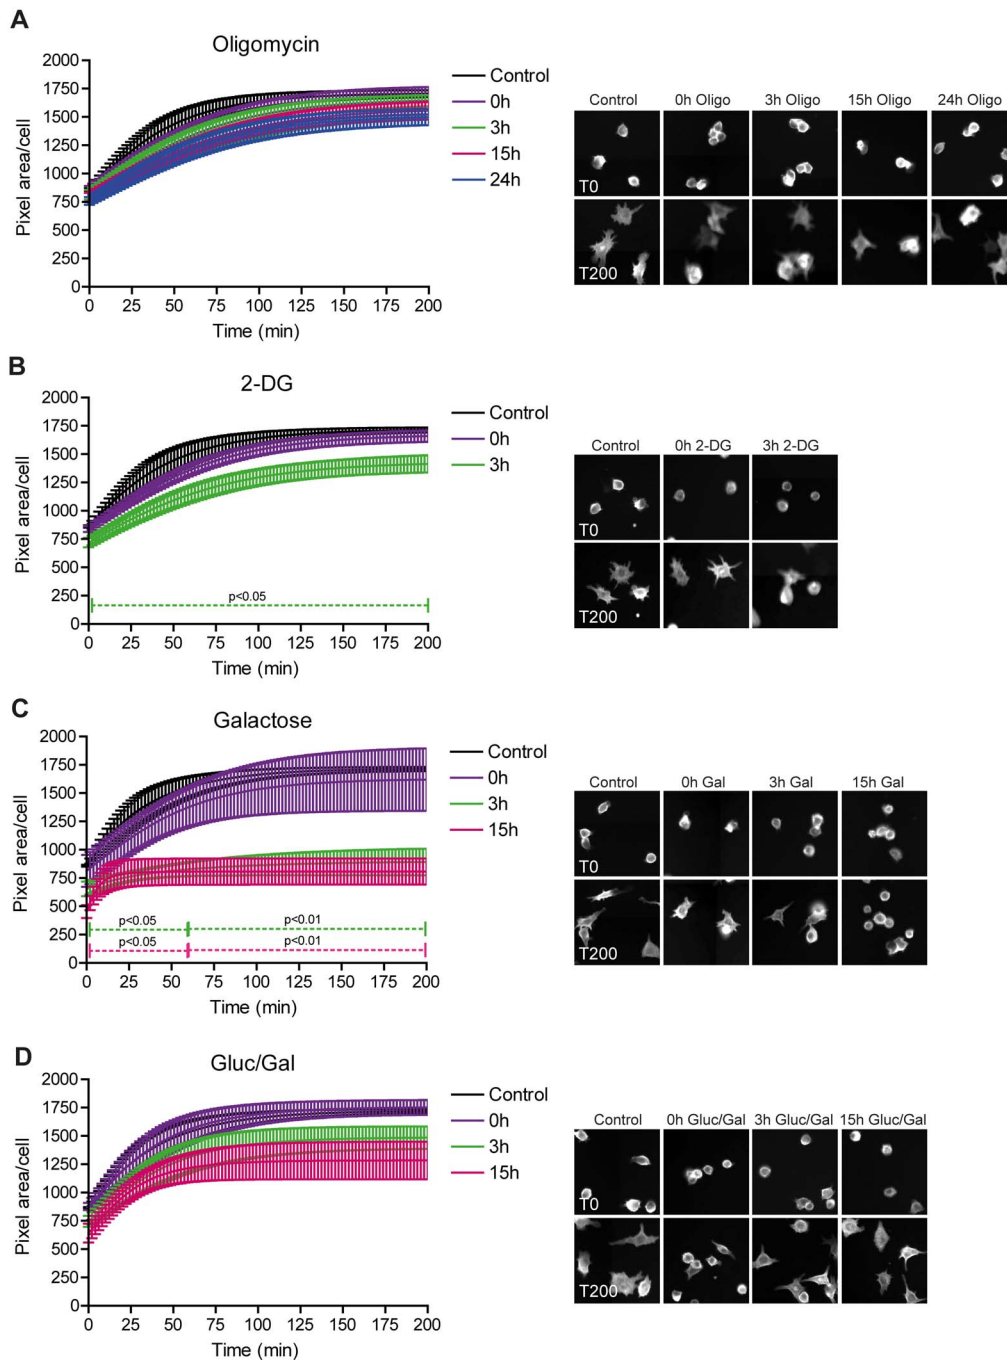 A
Oligomycin
Pixel area/cell
2000
1750
1500
1250
1000
750
500
250
0
0 25 50 75 100 125 150 175 200
Time (min)
Control
0h
3h
15h
24h
Control 0h Oligo 3h Oligo 15h Oligo 24h Oligo
T0
T200
B
2-DG
Pixel area/cell
2000
1750
1500
1250
1000
750
500
250
0
p<0.05
0 25 50 75 100 125 150 175 200
Time (min)
Control
0h
3h
Control 0h 2-DG 3h 2-DG
T0
T200
C
Galactose
Pixel area/cell
2000
1750
1500
1250
1000
750
500
250
0
p<0.05 p<0.01
p<0.05 p<0.01
0 25 50 75 100 125 150 175 200
Time (min)
Control
0h
3h
15h
Control 0h Gal 3h Gal 15h Gal
T0
T200
D
Gluc/Gal
Pixel area/cell
2000
1750
1500
1250
1000
750
500
250
0
0 25 50 75 100 125 150 175 200
Time (min)
Control
0h
3h
15h
Control 0h Gluc/Gal 3h Gluc/Gal 15h Gluc/Gal
T0
T200